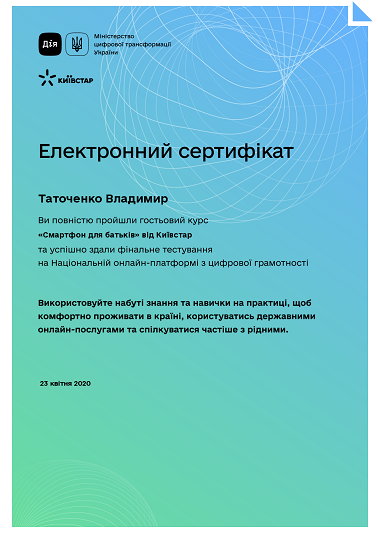 Дія
Міністерство
цифрової трансформації
України
КИЇВСТАР
Електронний сертифікат
Таточенко Владимир
Ви повністю пройшли гостьовий курс
«Смартфон для батьків» від Київстар
та успішно здали фінальне тестування
на Національній онлайн-платформі з цифрової грамотності
Використовуйте набуті знання та навички на практиці, щоб
комфортно проживати в країні, користуватись державними
онлайн-послугами та спілкуватися частіше з рідними.
23 квітня 2020